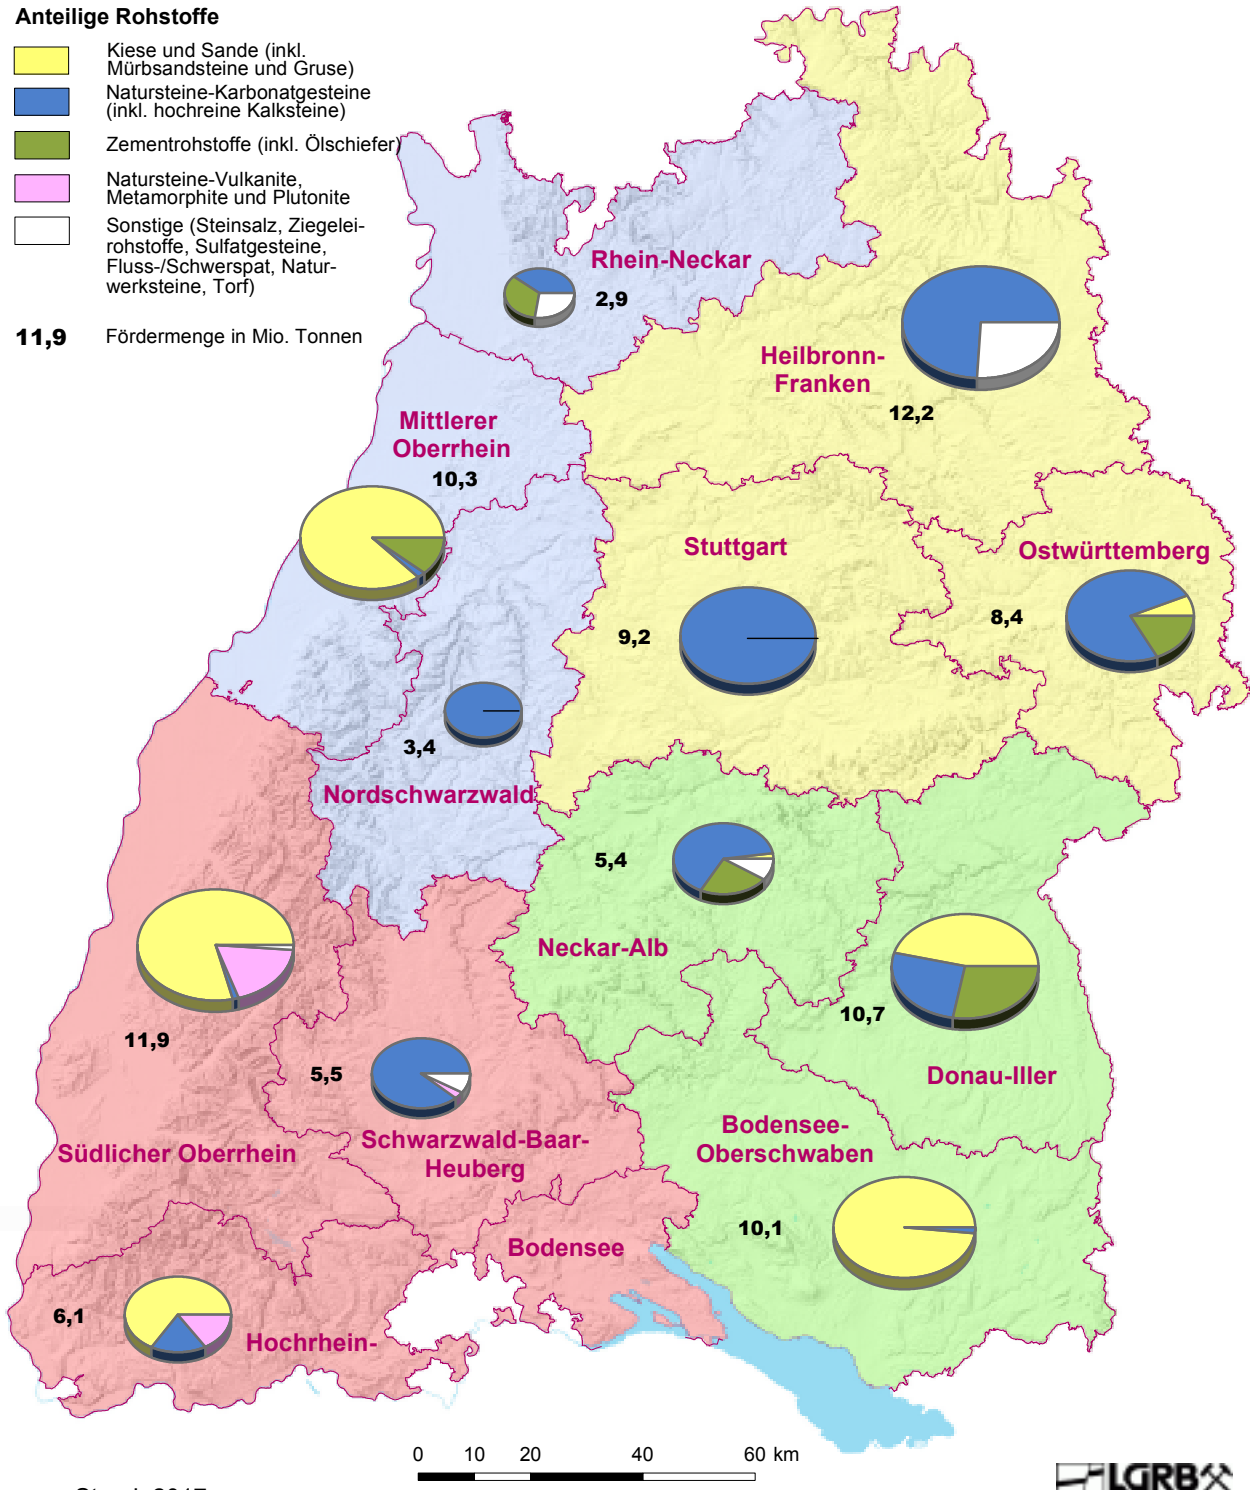 Anteilige Rohstoffe
Kiese und Sande (inkl.
Mürbsandsteine und Gruse)
Natursteine-Karbonatgesteine
(inkl. hochreine Kalksteine)
Zementrohstoffe (inkl. Ölschiefer)
Natursteine-Vulkanite,
Metamorphite und Plutonite
Sonstige (Steinsalz, Ziegelei-
rohstoffe, Sulfatgesteine,
Fluss-/Schwerspat, Natur-
werksteine, Torf)
11,9 Fördermenge in Mio. Tonnen
Rhein-Neckar
2,9
Heilbronn-
Franken
12,2
Mittlerer
Oberrhein
10,3
Stuttgart
9,2
Ostwürttemberg
8,4
3,4
Nordschwarzwald
5,4
Neckar-Alb
10,7
Donau-Iller
11,9
Südlicher Oberrhein
5,5
Schwarzwald-Baar-
Heuberg
Bodensee-
Oberschwaben
10,1
Bodensee
6,1
Hochrhein-
0 10 20 40 60 km
LGRB